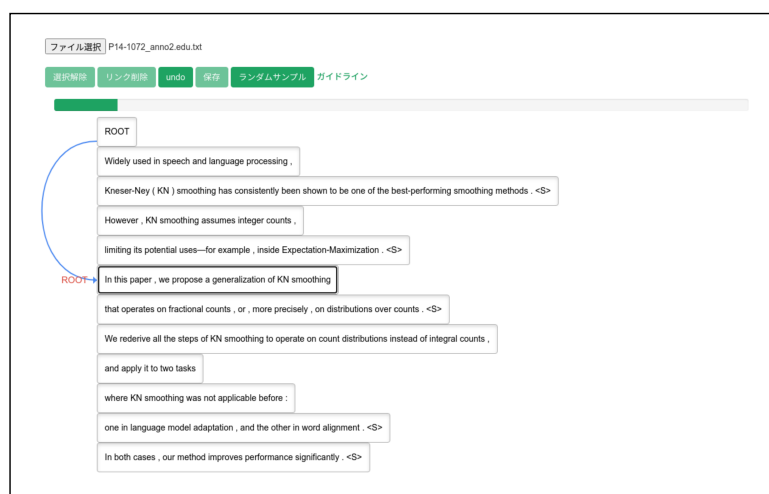 ファイル選択 P14-1072_anno2.edu.txt
選択解除 リンク削除 undo 保存 ランダムサンプル ガイドライン
ROOT
Widely used in speech and language processing ,
Kneser-Ney ( KN ) smoothing has consistently been shown to be one of the best-performing smoothing methods . <S>
However , KN smoothing assumes integer counts ,
limiting its potential uses—for example , inside Expectation-Maximization . <S>
ROOT In this paper , we propose a generalization of KN smoothing
that operates on fractional counts , or , more precisely , on distributions over counts . <S>
We rederive all the steps of KN smoothing to operate on count distributions instead of integral counts ,
and apply it to two tasks
where KN smoothing was not applicable before :
one in language model adaptation , and the other in word alignment . <S>
In both cases , our method improves performance significantly . <S>